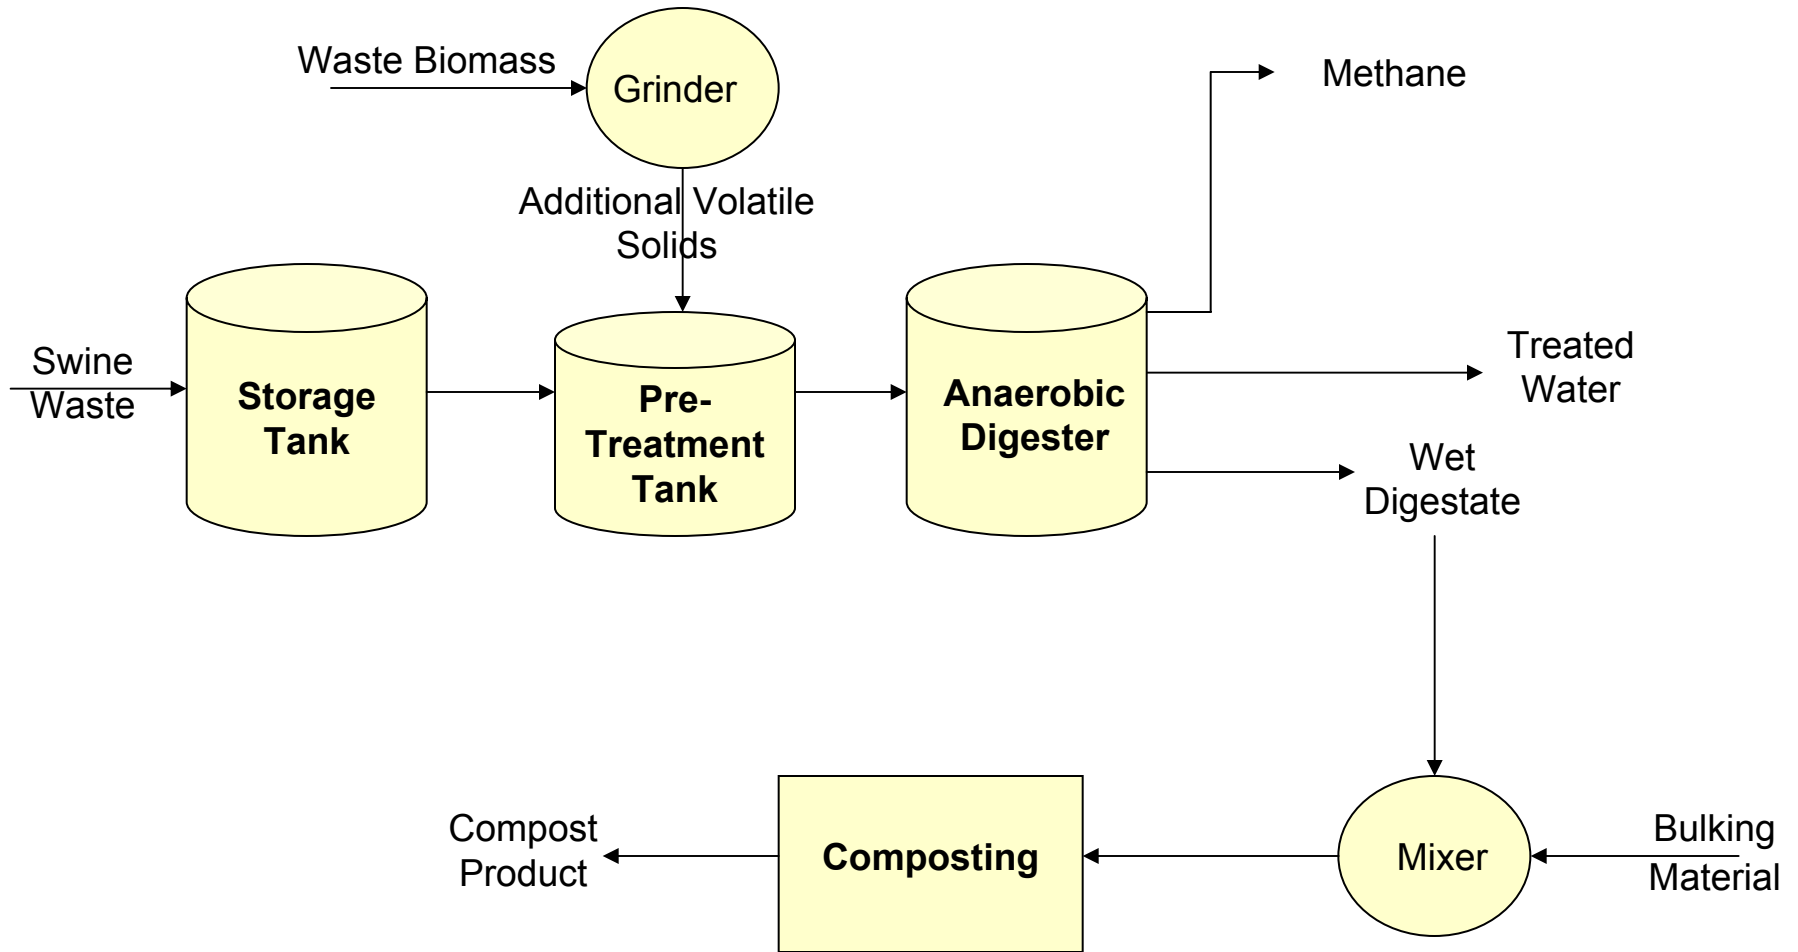 Waste Biomass
Grinder
Methane
Additional Volatile
Solids
Swine
Waste
Storage
Tank
Pre-
Treatment
Tank
Anaerobic
Digester
Treated
Water
Wet
Digestate
Compost
Product
Composting
Mixer
Bulking
Material